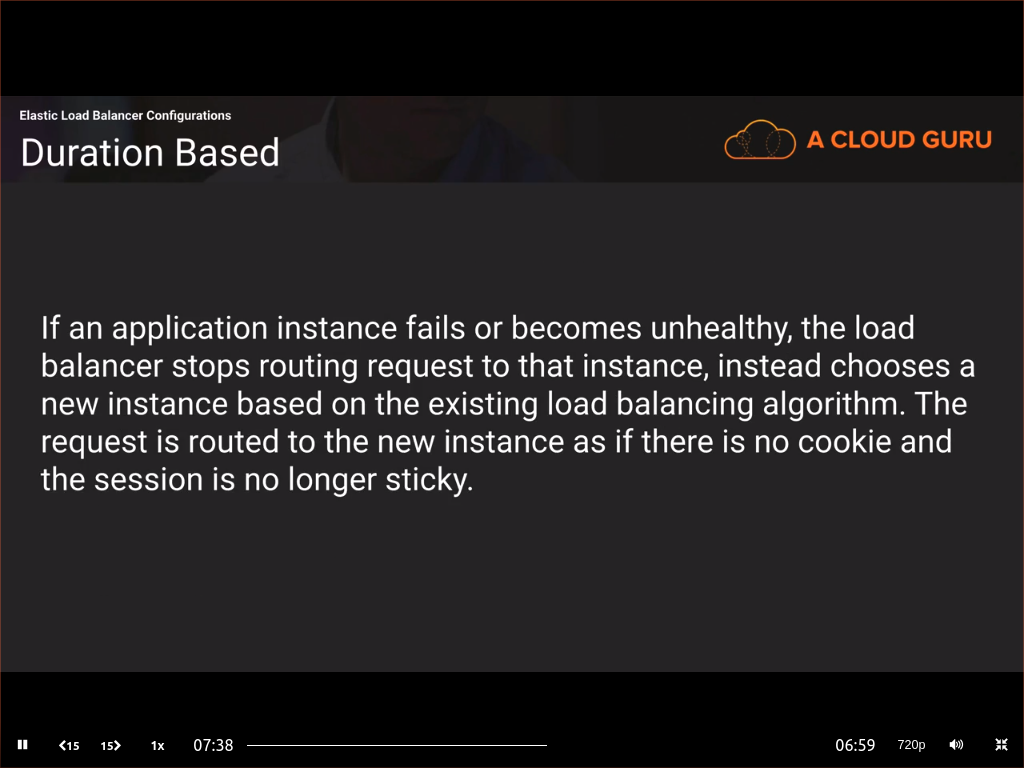 Elastic Load Balancer Configurations
Duration Based
A CLOUD GURU
If an application instance fails or becomes unhealthy, the load
balancer stops routing request to that instance, instead chooses a
new instance based on the existing load balancing algorithm. The
request is routed to the new instance as if there is no cookie and
the session is no longer sticky.
15 15 1x 07:38 06:59 720p